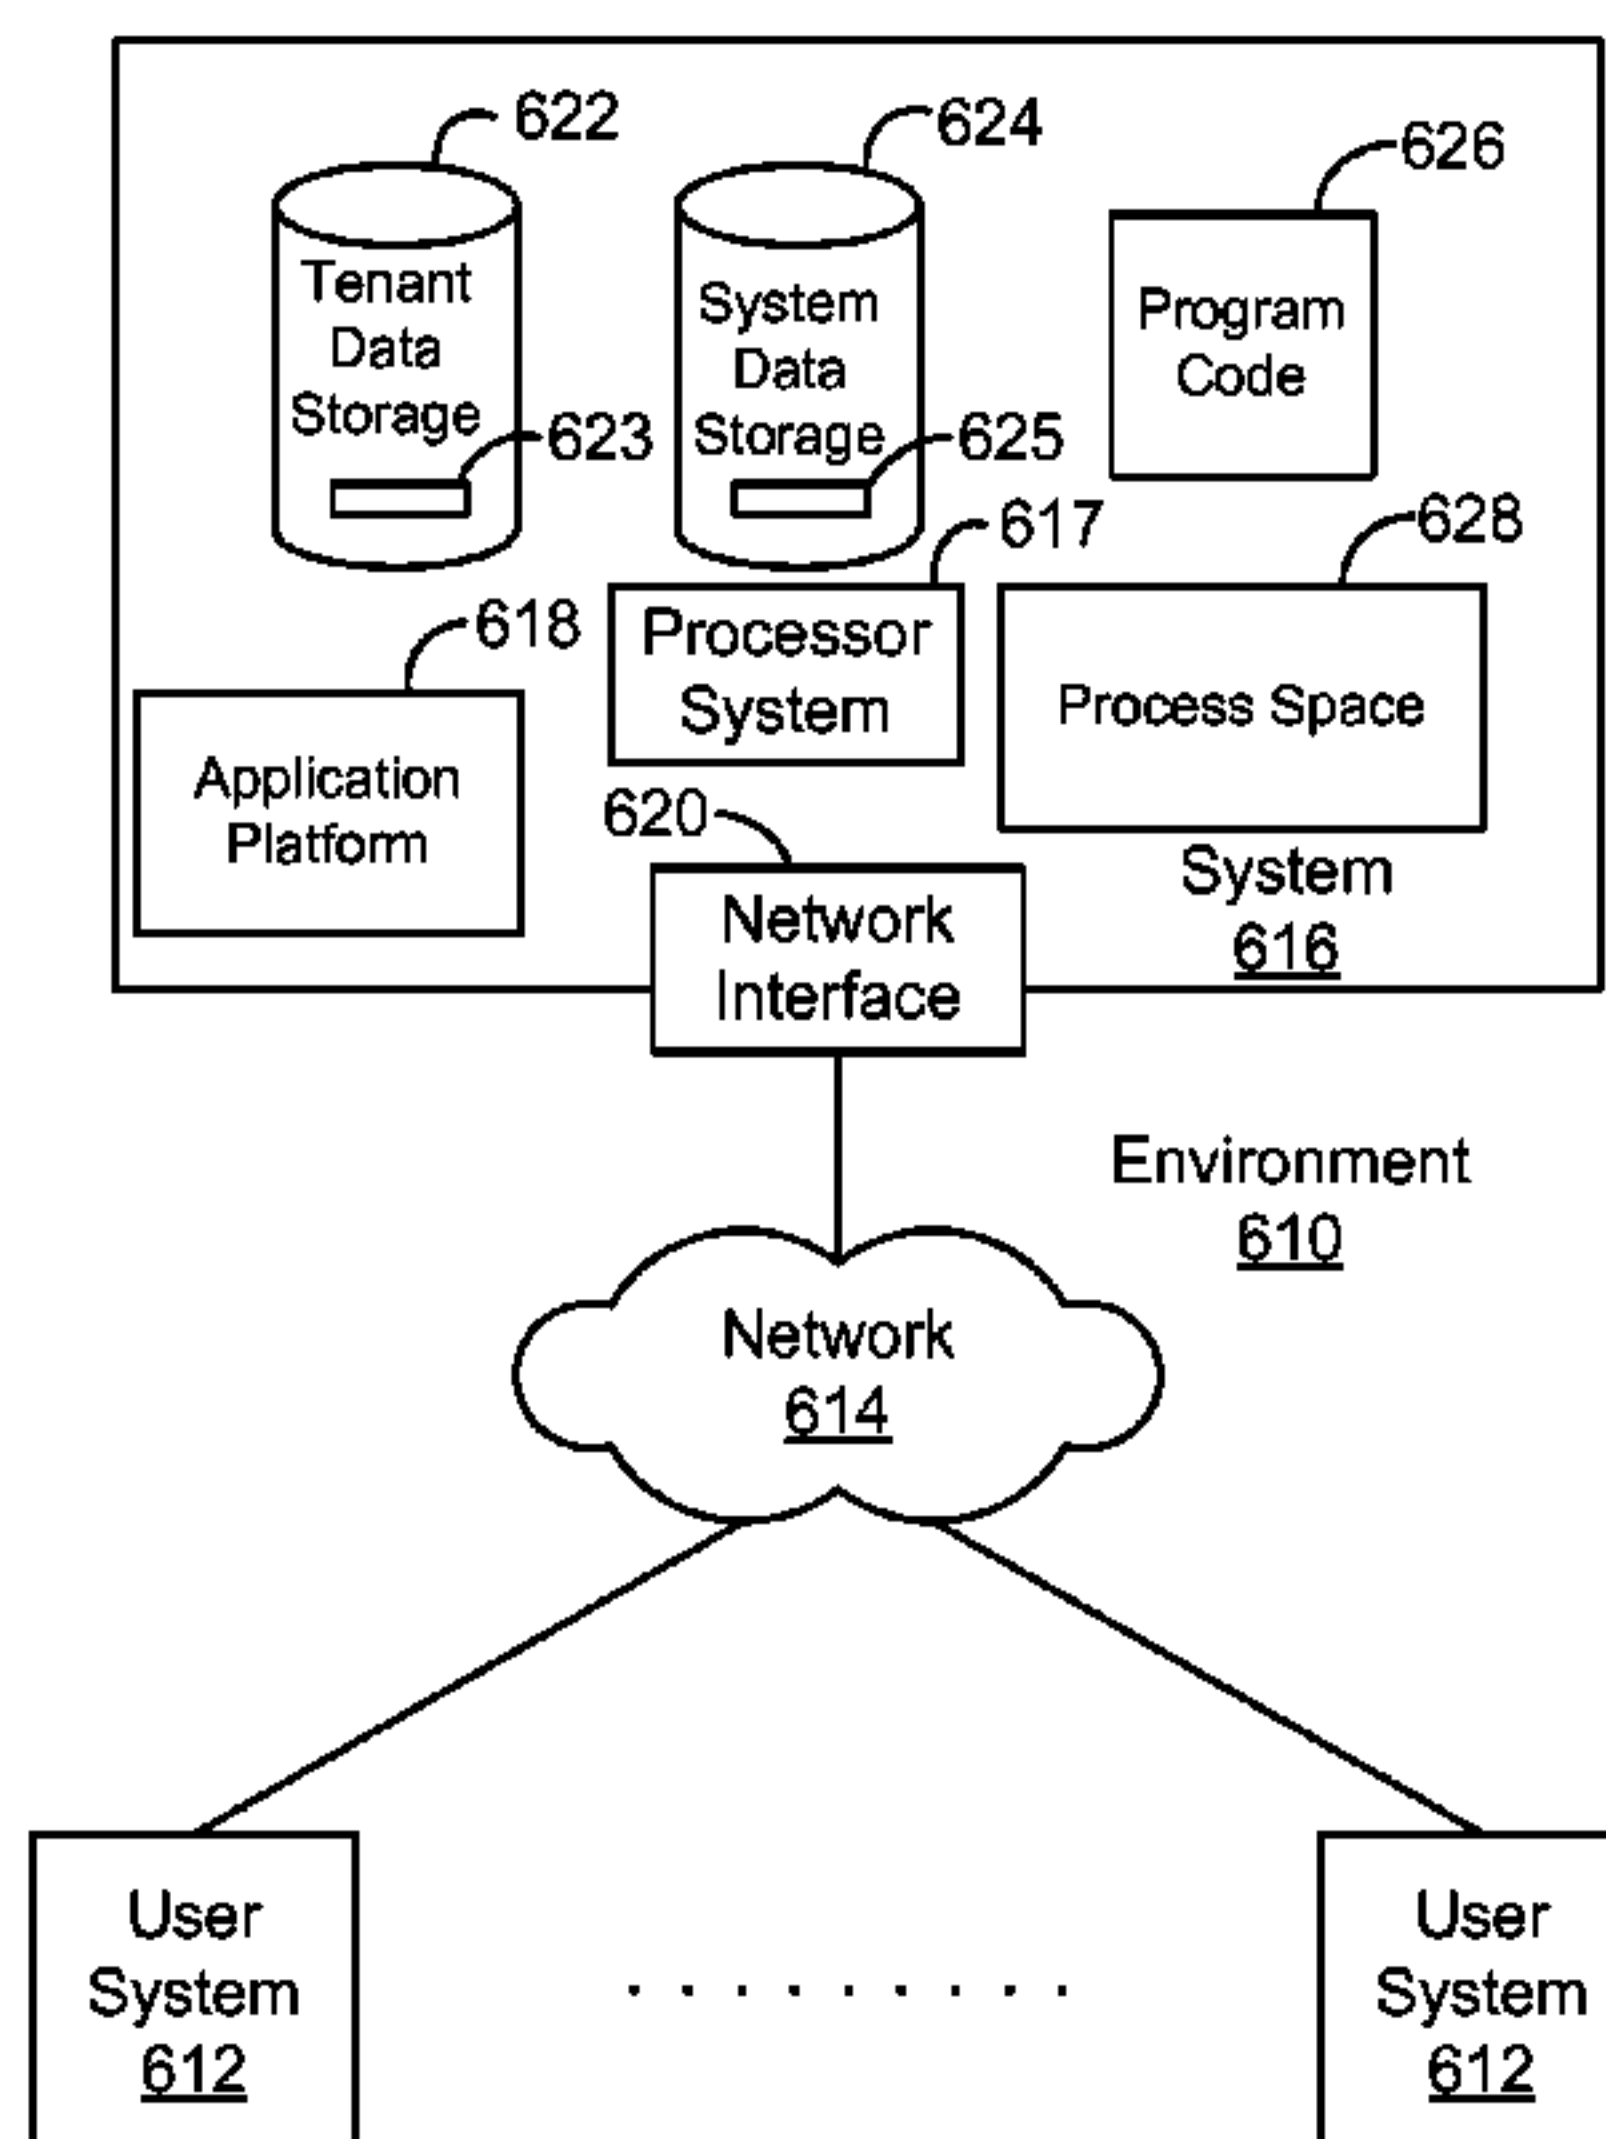 622
624
626
Tenant
Data
Storage
System
Data
Storage
Program
Code
623
625
617
628
618
Processor
System
Process Space
Application
Platform
620
Network
Interface
System
616
Environment
610
Network
614
User
System
612
. . . . . . . . .
User
System
612